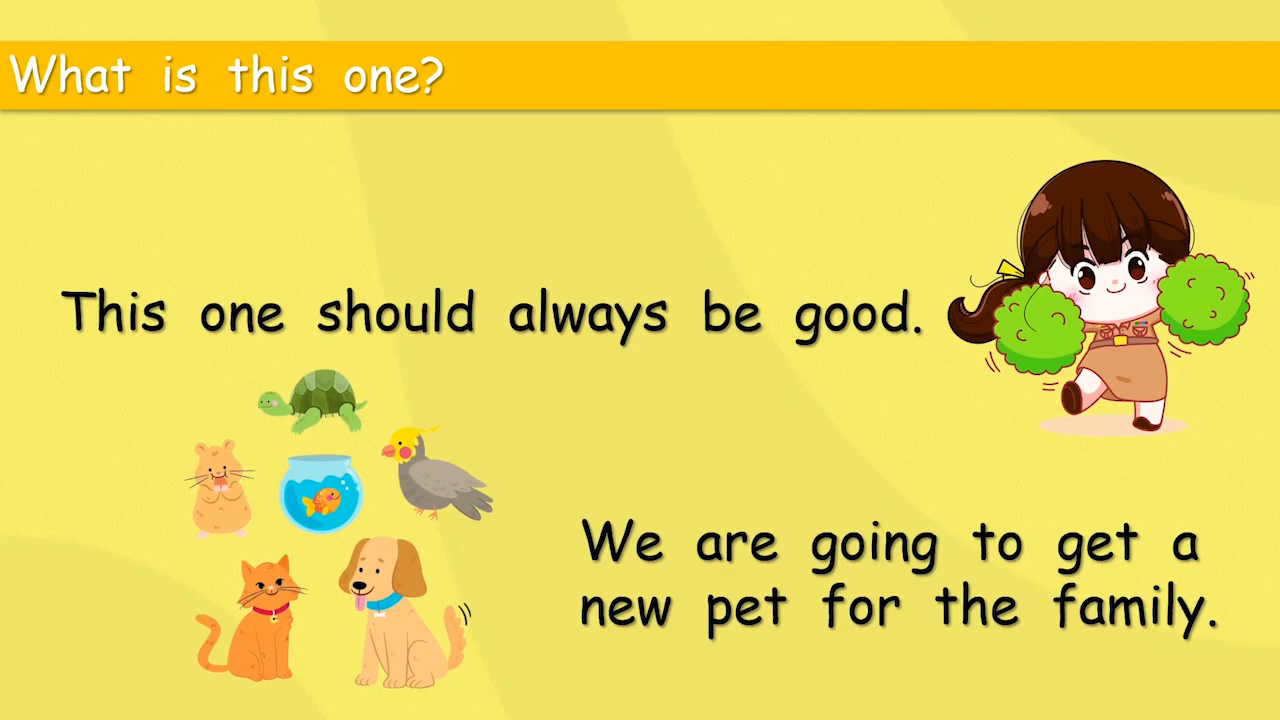 What is this one?
This one should always be good.
We are going to get a
new pet for the family.